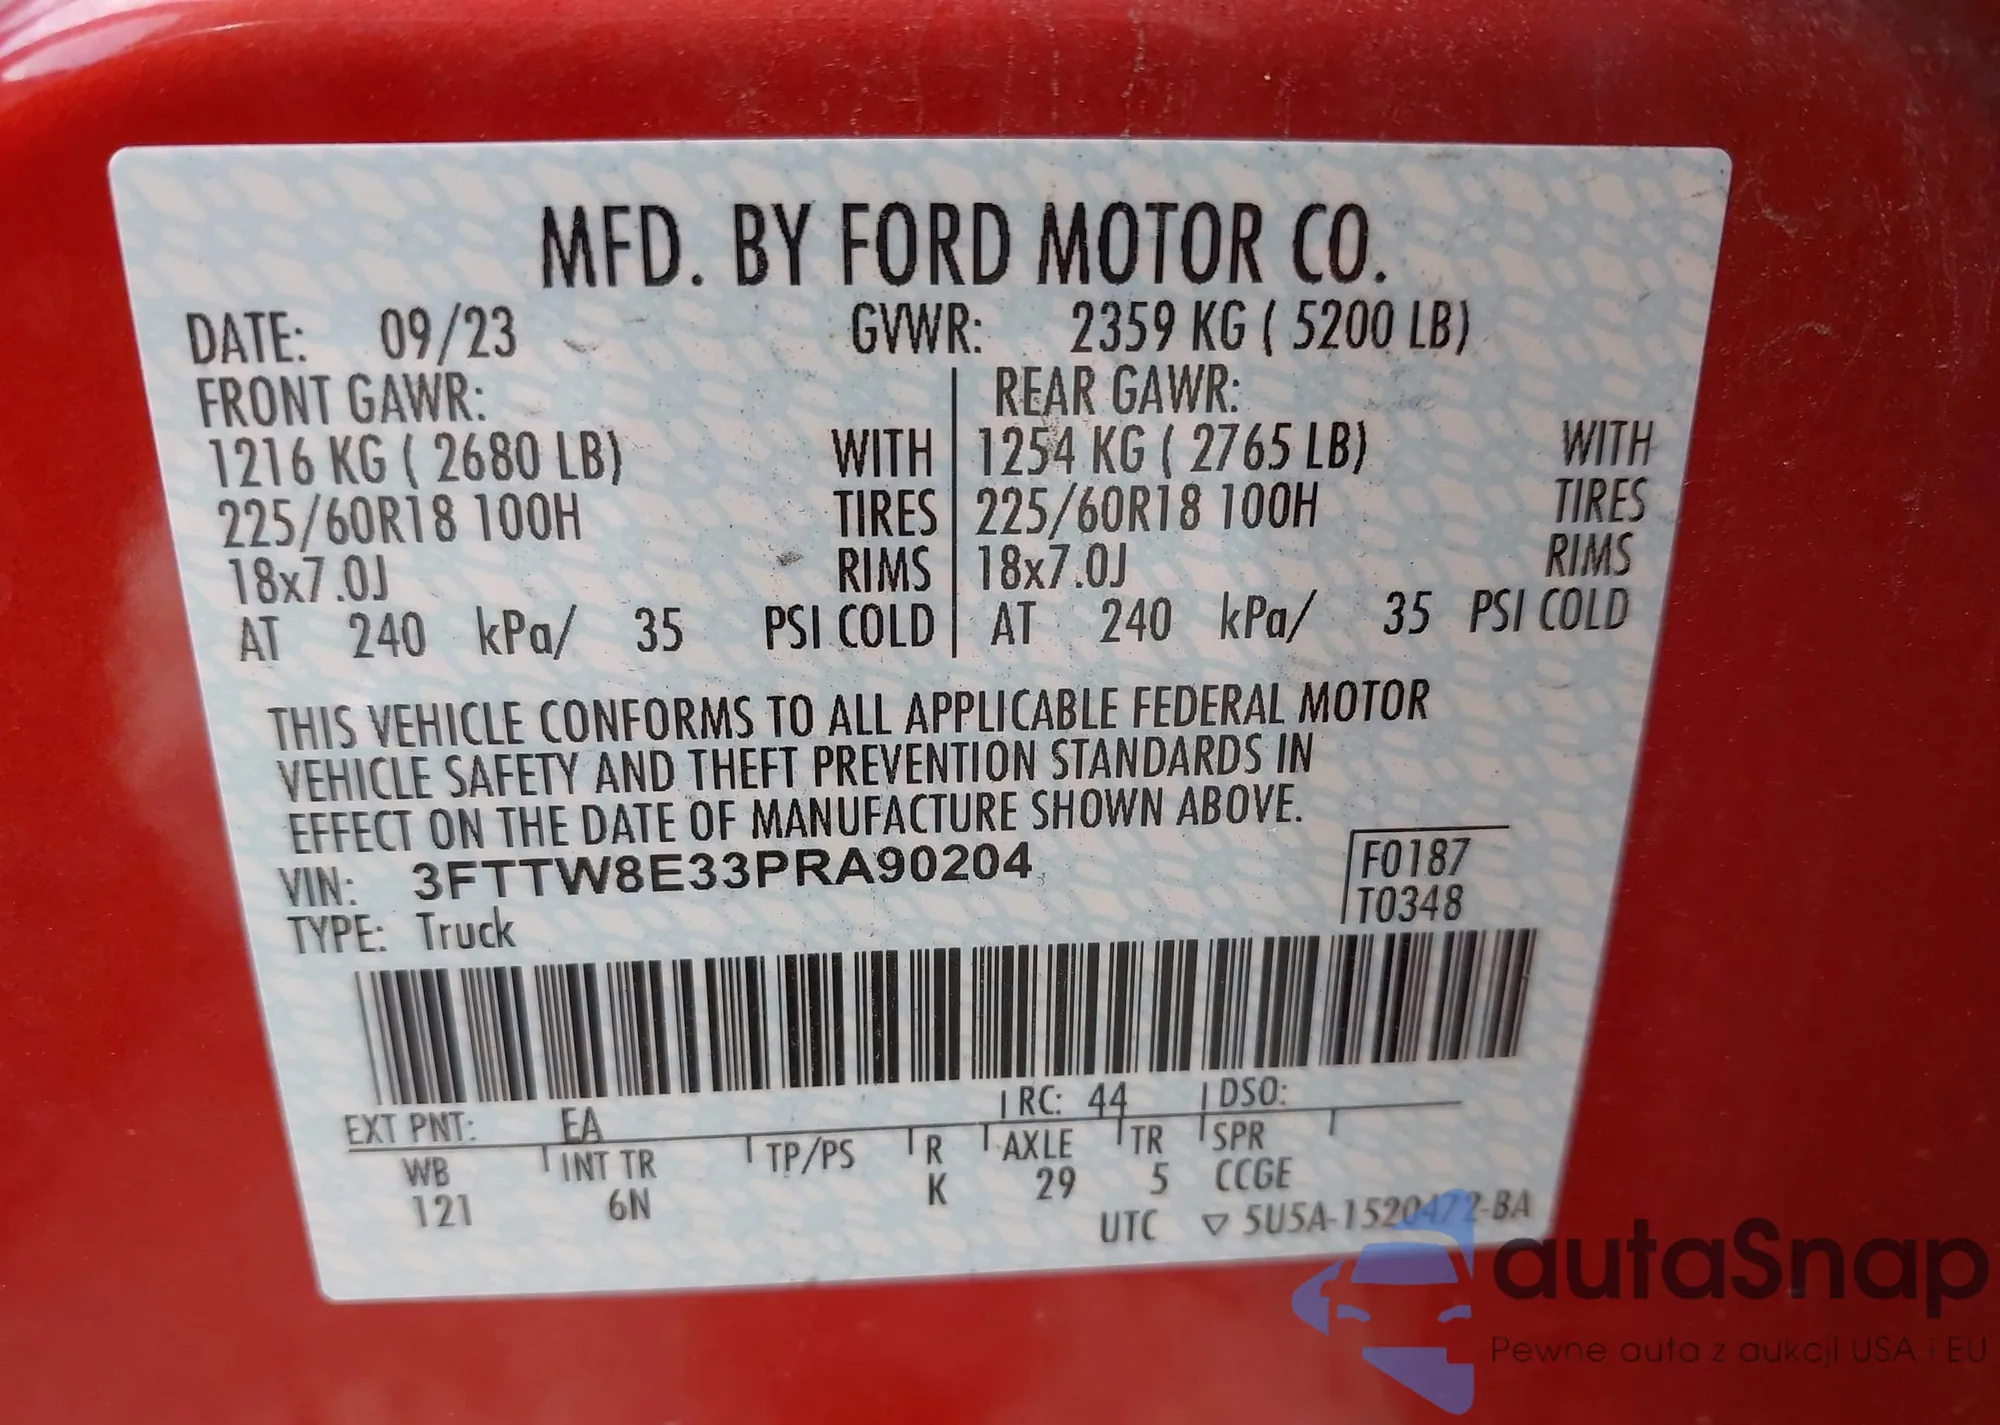 MFD. BY FORD MOTOR CO.
DATE: 09/23 GVWR: 2359 KG ( 5200 LB)
FRONT GAWR: REAR GAWR:
1216 KG ( 2680 LB) WITH 1254 KG ( 2765 LB) WITH
225/60R18 100H TIRES 225/60R18 100H TIRES
18x7.0J RIMS 18x7.0J RIMS
AT 240 kPa/ 35 PSI COLD AT 240 kPa/ 35 PSI COLD
THIS VEHICLE CONFORMS TO ALL APPLICABLE FEDERAL MOTOR
VEHICLE SAFETY AND THEFT PREVENTION STANDARDS IN
EFFECT ON THE DATE OF MANUFACTURE SHOWN ABOVE.
VIN: 3FTTW8E33PRA90204 F0187
TYPE: Truck T0348
EXT PNT: EA RC: 44 DSO:
WB INT TR TP/PS R AXLE TR SPR
121 6N K 29 5 CCGE
UTC ▽ 5U5A-1520472-BA
autaSnap
Pewne auta z aukcji USA i EU